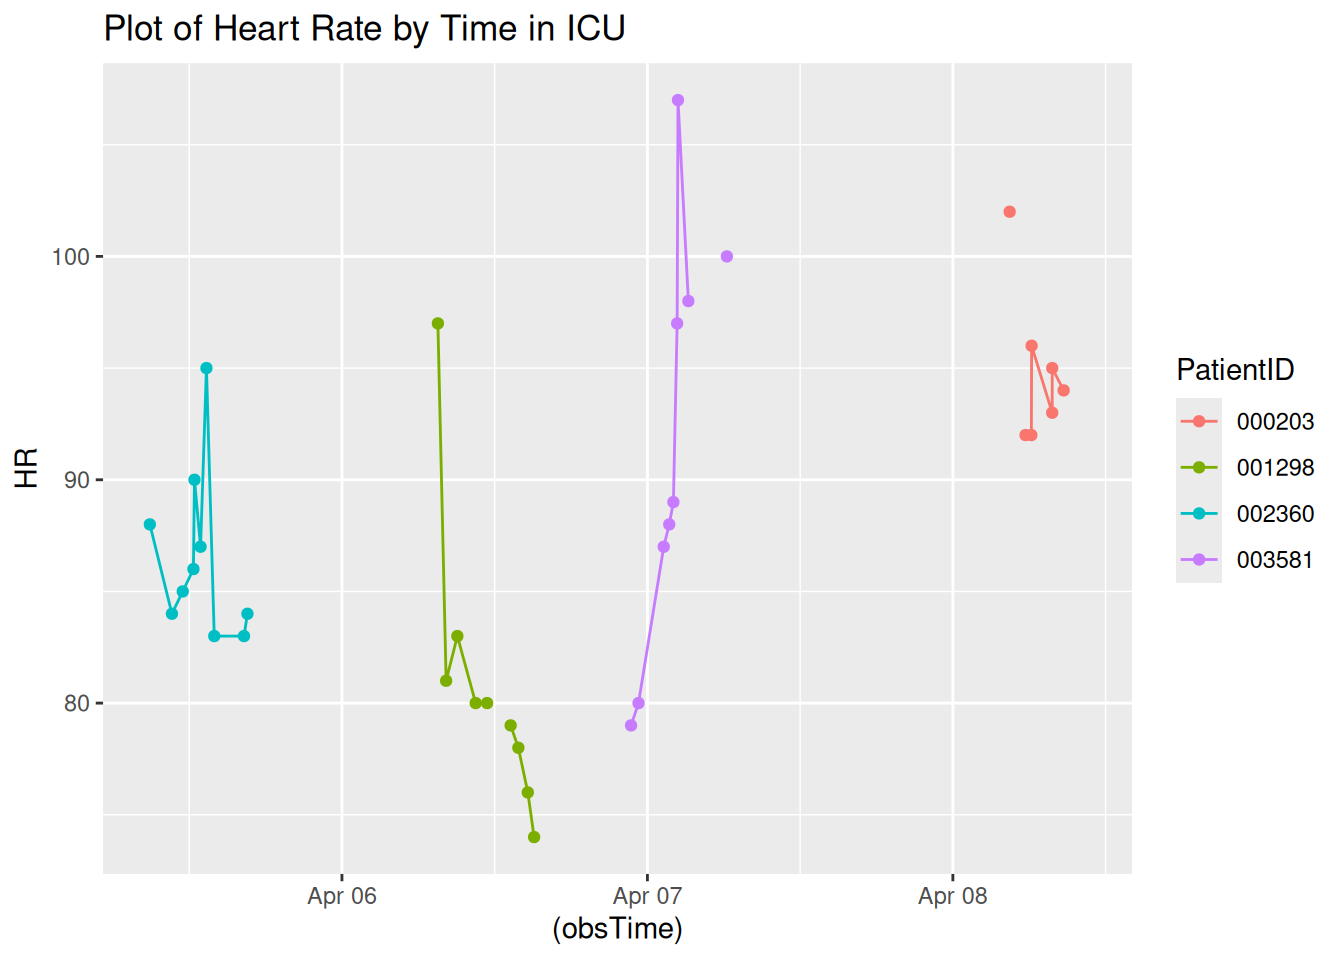 Plot of Heart Rate by Time in ICU
100
90
80
HR
Apr 06
Apr 07
Apr 08
(obsTime)
PatientID
000203
001298
002360
003581